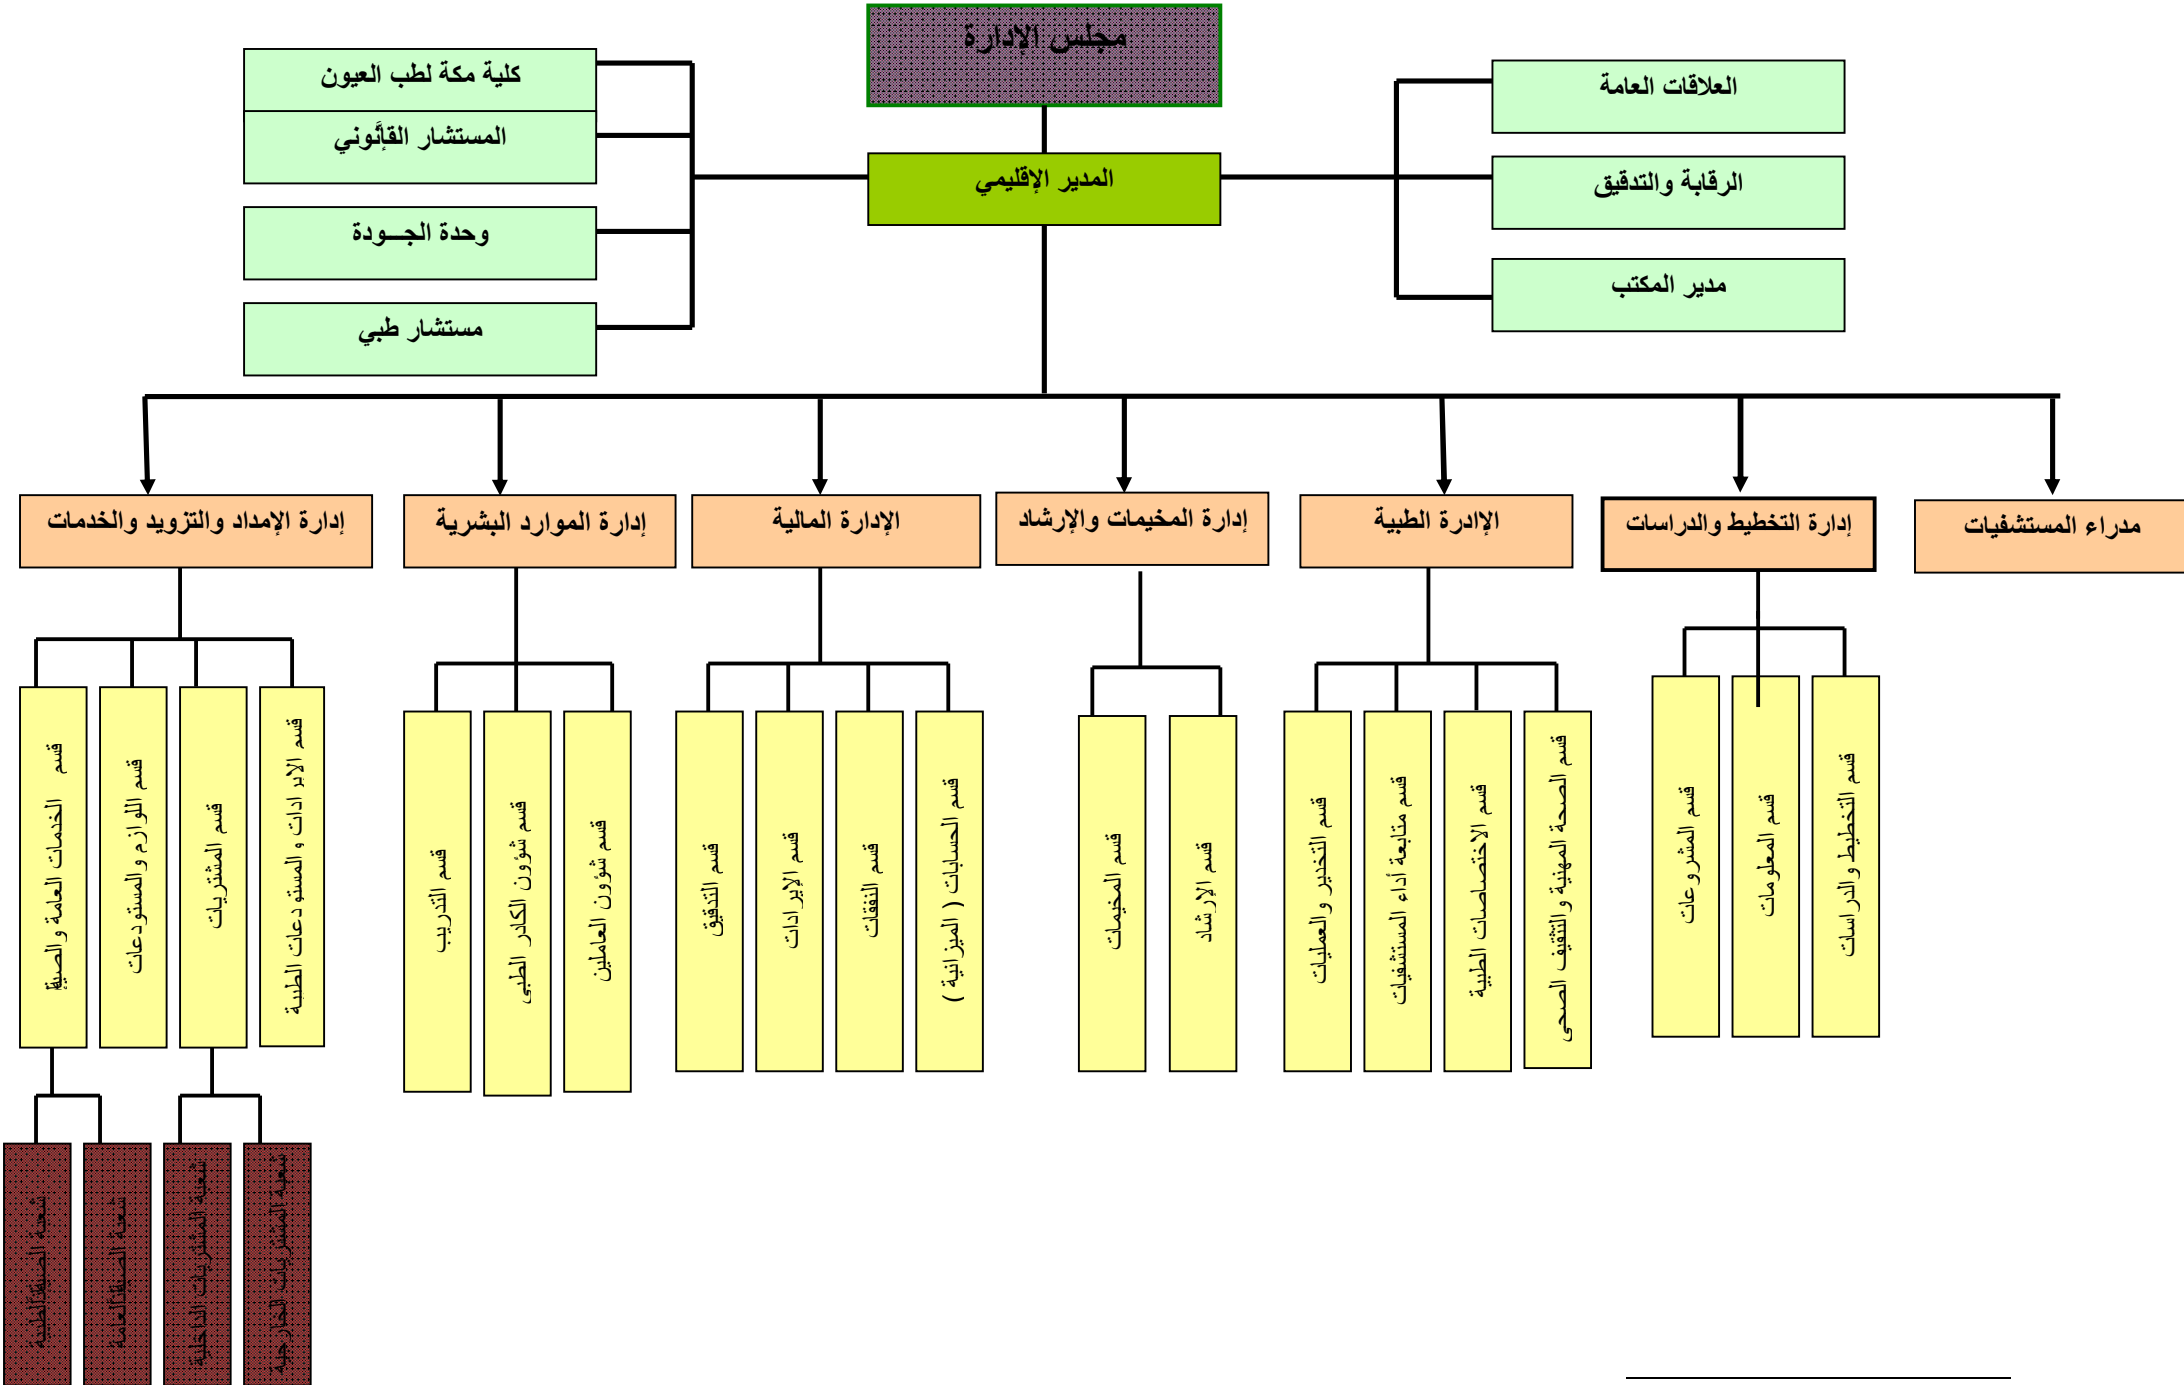 مجلس الإدارة
العلاقات العامة
كلية مكة لطب العيون
المستشار القانوني
الرقابة والتدقيق
المدير الإقليمي
وحدة الجـــودة
مدير المكتب
مستشار طبي
مدراء المستشفيات
إدارة التخطيط والدراسات
الإادرة الطبية
إدارة المخيمات والإرشاد
الإدارة المالية
إدارة الموارد البشرية
إدارة الإمداد والتزويد والخدمات
قسم التخطيط والدراسات
قسم المعلومات
قسم المشروعات
قسم الصحة المهنية والتثقيف الصحي
قسم الاختصاصات الطبية
قسم متابعة أداء المستشفيات
قسم التخدير والعمليات
قسم الإرشاد
قسم المخيمات
قسم الحسابات ( الميزانية )
قسم النفقات
قسم الإيرادات
قسم التدقيق
قسم شؤون العاملين
قسم شؤون الكادر الطبي
قسم التدريب
قسم الايرادات والمستودعات الطبية
قسم المشتريات
قسم اللوازم والمستودعات
قسم الخدمات العامة
شعبة المشتريات الخارجية
شعبة المشتريات الداخلية
شعبة العامة
شعبة الطبية